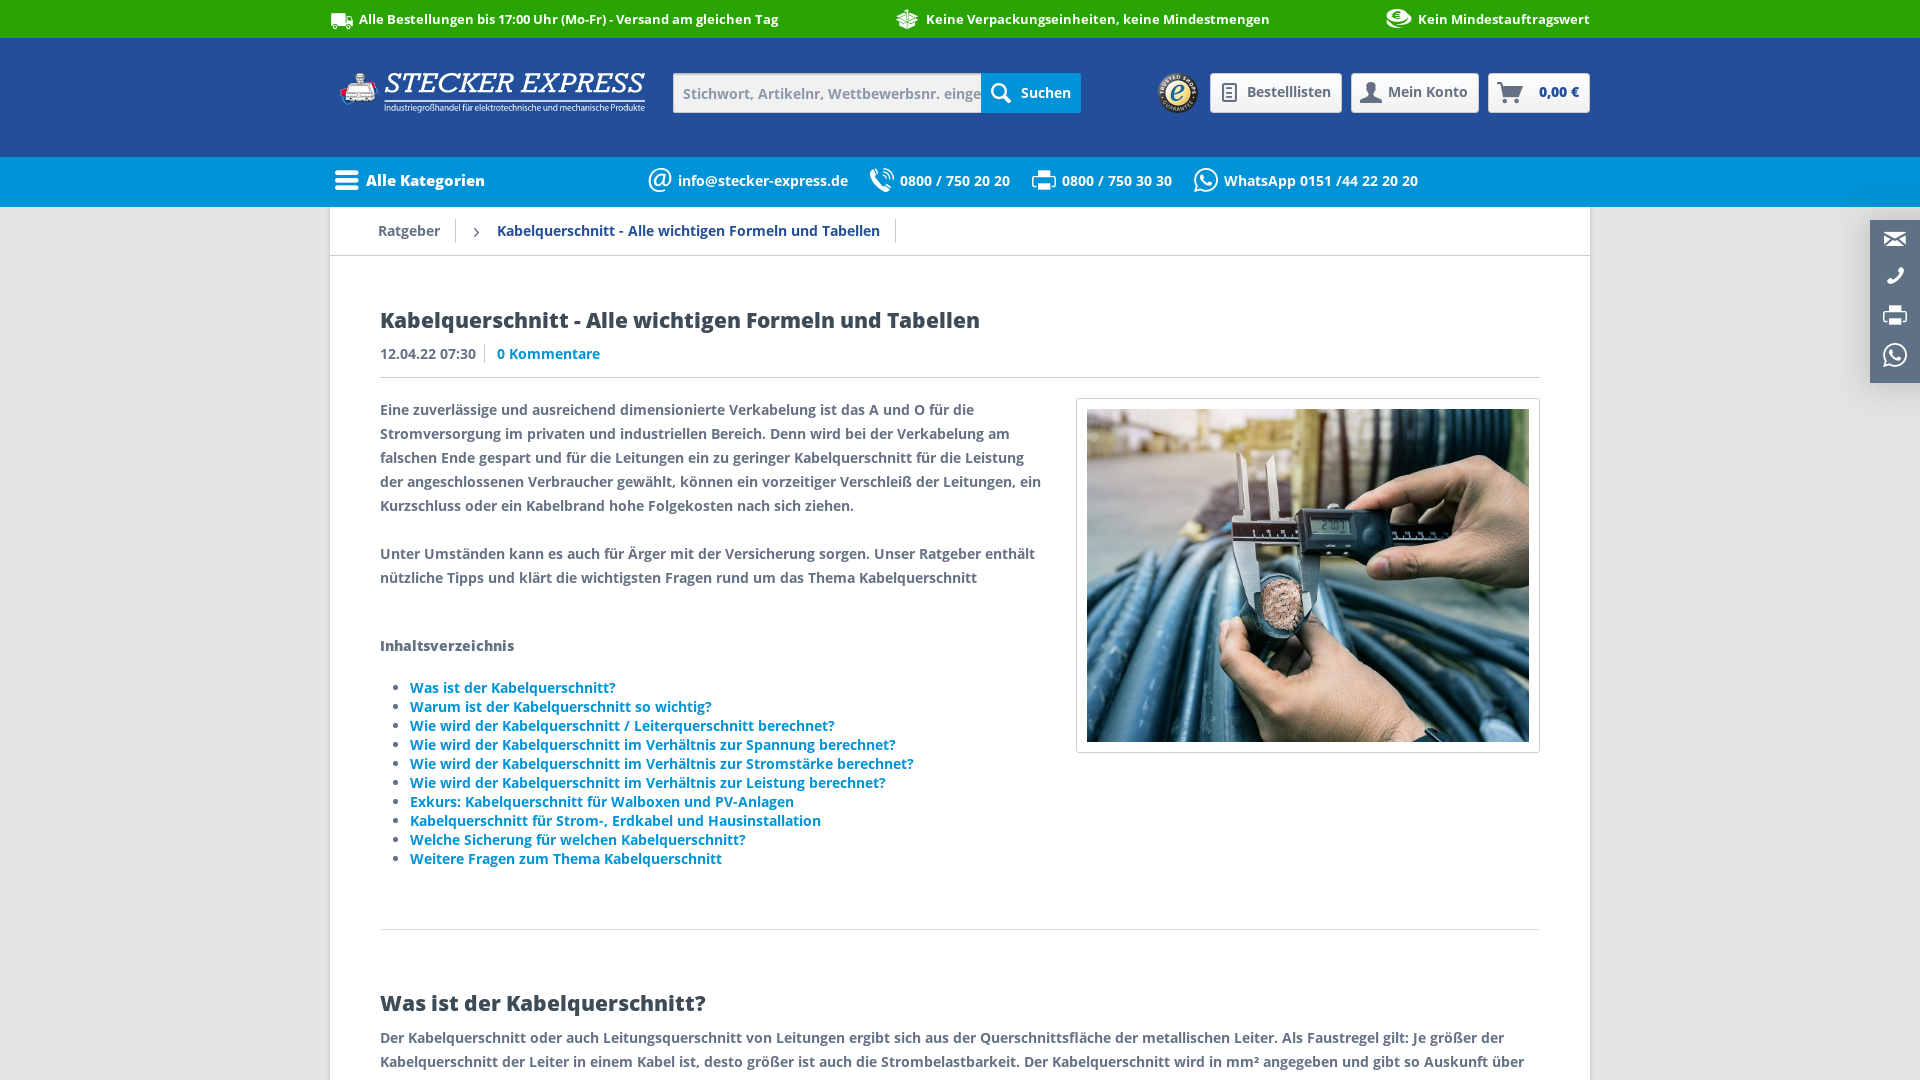 Alle Bestellungen bis 17:00 Uhr (Mo-Fr) - Versand am gleichen Tag
Keine Verpackungseinheiten, keine Mindestmengen
Kein Mindestauftragswert
STECKER EXPRESS
Industriegroßhandel für elektrotechnische und mechanische Produkte
Stichwort, Artikelnr, Wettbewerbsnr. einge
Suchen
TRUSTED SHOPS
GUARANTEE
Bestelllisten
Mein Konto
0,00 €
Alle Kategorien
info@stecker-express.de
0800 / 750 20 20
0800 / 750 30 30
WhatsApp 0151 /44 22 20 20
Ratgeber
Kabelquerschnitt - Alle wichtigen Formeln und Tabellen
Kabelquerschnitt - Alle wichtigen Formeln und Tabellen
12.04.22 07:30
0 Kommentare
Eine zuverlässige und ausreichend dimensionierte Verkabelung ist das A und O für die
Stromversorgung im privaten und industriellen Bereich. Denn wird bei der Verkabelung am
falschen Ende gespart und für die Leitungen ein zu geringer Kabelquerschnitt für die Leistung
der angeschlossenen Verbraucher gewählt, können ein vorzeitiger Verschleiß der Leitungen, ein
Kurzschluss oder ein Kabelbrand hohe Folgekosten nach sich ziehen.
Unter Umständen kann es auch für Ärger mit der Versicherung sorgen. Unser Ratgeber enthält
nützliche Tipps und klärt die wichtigsten Fragen rund um das Thema Kabelquerschnitt
27.07
Inhaltsverzeichnis
Was ist der Kabelquerschnitt?
Warum ist der Kabelquerschnitt so wichtig?
Wie wird der Kabelquerschnitt / Leiterquerschnitt berechnet?
Wie wird der Kabelquerschnitt im Verhältnis zur Spannung berechnet?
Wie wird der Kabelquerschnitt im Verhältnis zur Stromstärke berechnet?
Wie wird der Kabelquerschnitt im Verhältnis zur Leistung berechnet?
Exkurs: Kabelquerschnitt für Walboxen und PV-Anlagen
Kabelquerschnitt für Strom-, Erdkabel und Hausinstallation
Welche Sicherung für welchen Kabelquerschnitt?
Weitere Fragen zum Thema Kabelquerschnitt
Was ist der Kabelquerschnitt?
Der Kabelquerschnitt oder auch Leitungsquerschnitt von Leitungen ergibt sich aus der Querschnittsfläche der metallischen Leiter. Als Faustregel gilt: Je größer der
Kabelquerschnitt der Leiter in einem Kabel ist, desto größer ist auch die Strombelastbarkeit. Der Kabelquerschnitt wird in mm² angegeben und gibt so Auskunft über